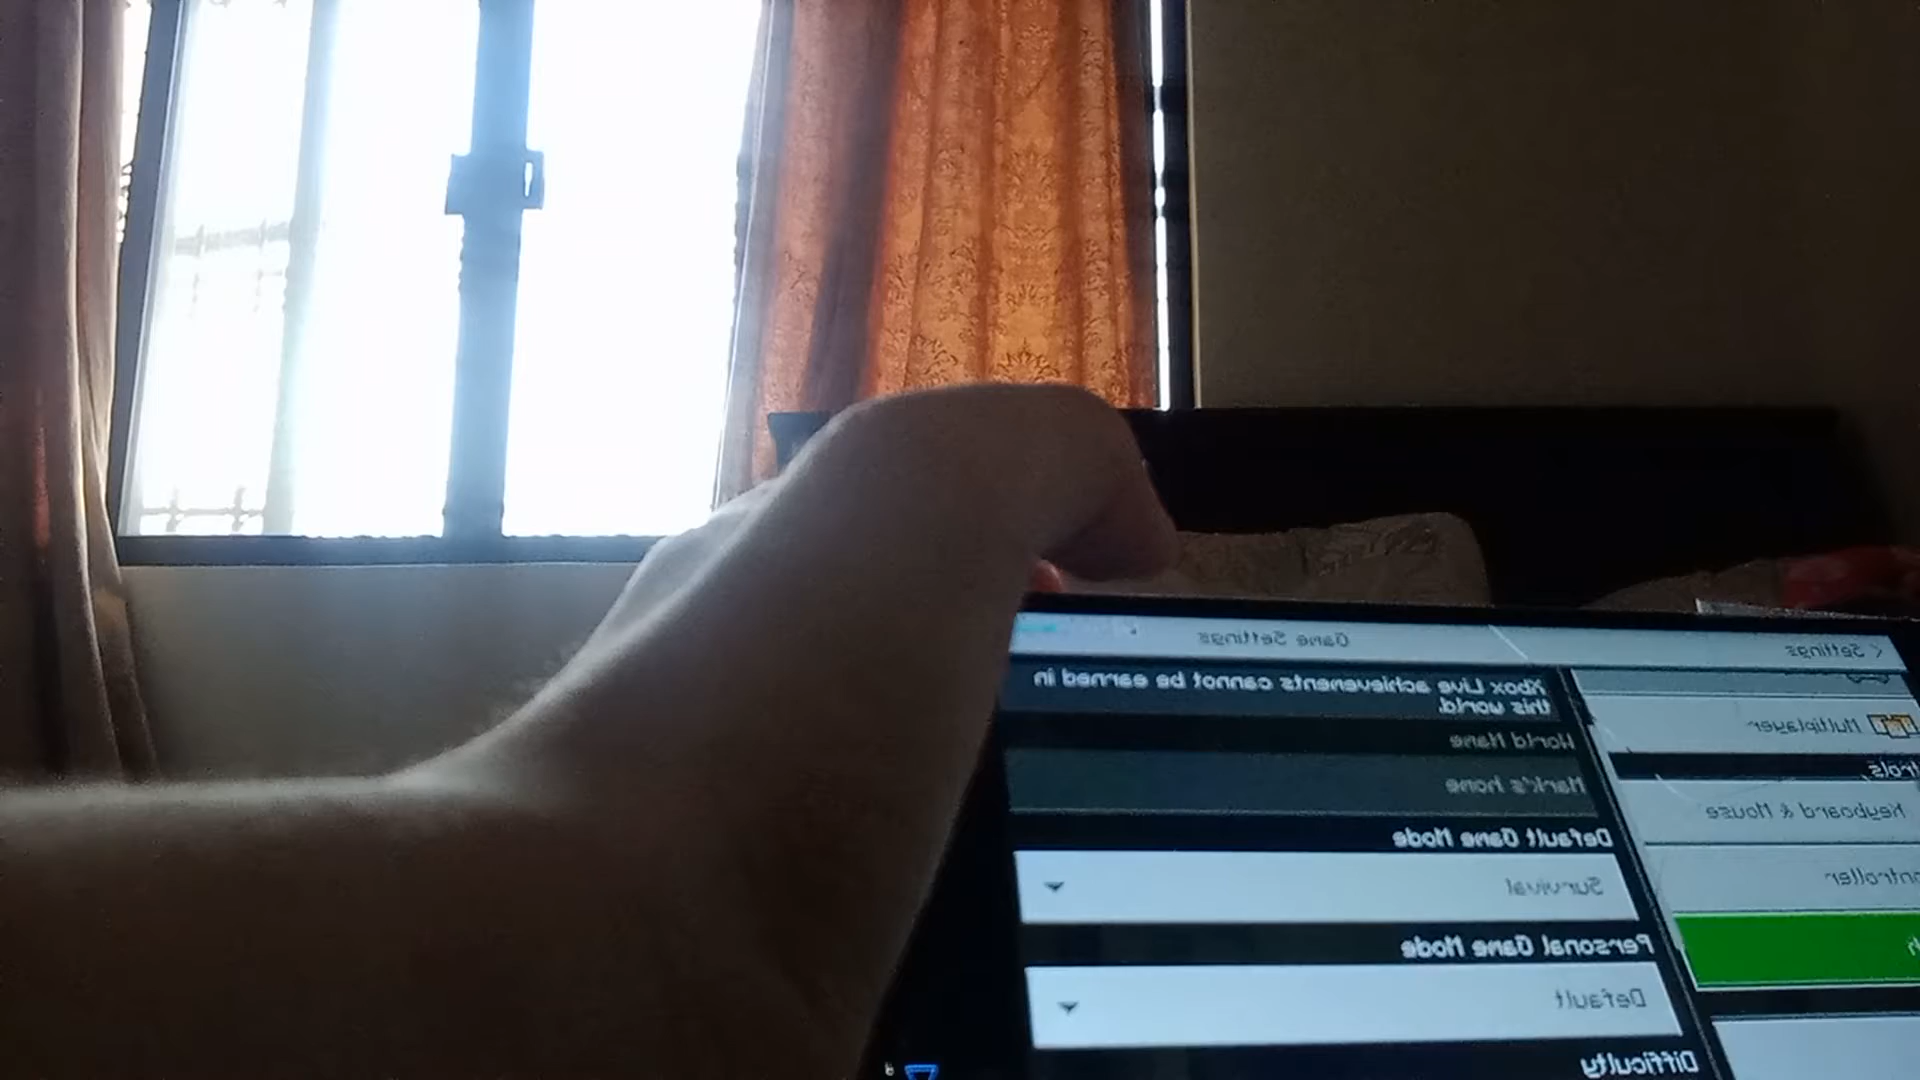 Settings
Game Settings
Multiplayer
Keyboard & Mouse
Xbox Live achievements cannot be earned in
this world.
World Name
Mark's home
Default Game Mode
Survival
Personal Game Mode
Default
Difficulty